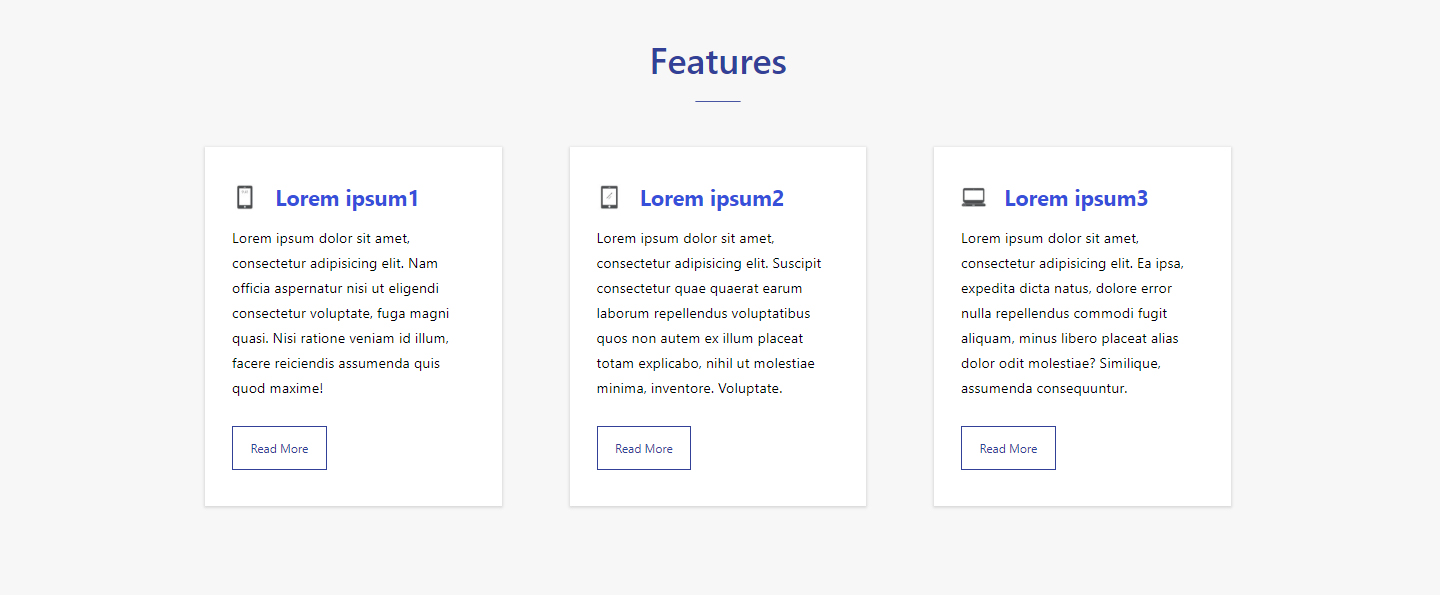 Features
Lorem ipsum1
Lorem ipsum dolor sit amet,
consectetur adipisicing elit. Nam
officia aspernatur nisi ut eligendi
consectetur voluptate, fuga magni
quasi. Nisi ratione veniam id illum,
facere reiciendis assumenda quis
quod maxime!
Read More
Lorem ipsum2
Lorem ipsum dolor sit amet,
consectetur adipisicing elit. Suscipit
consectetur quae quaerat earum
laborum repellendus voluptatibus
quos non autem ex illum placeat
totam explicabo, nihil ut molestiae
minima, inventore. Voluptate.
Read More
Lorem ipsum3
Lorem ipsum dolor sit amet,
consectetur adipisicing elit. Ea ipsa,
expedita dicta natus, dolore error
nulla repellendus commodi fugit
aliquam, minus libero placeat alias
dolor odit molestiae? Similique,
assumenda consequuntur.
Read More